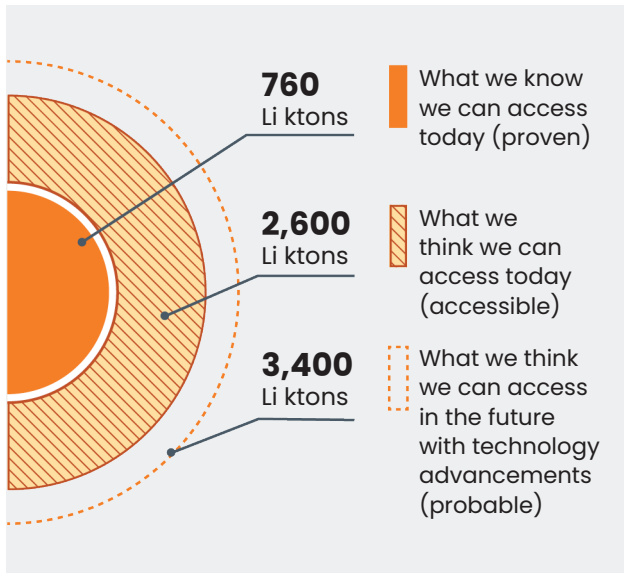 760
Li ktons
What we know
we can access
today (proven)
2,600
Li ktons
What we
think we can
access today
(accessible)
3,400
Li ktons
What we think
we can access
in the future
with technology
advancements
(probable)